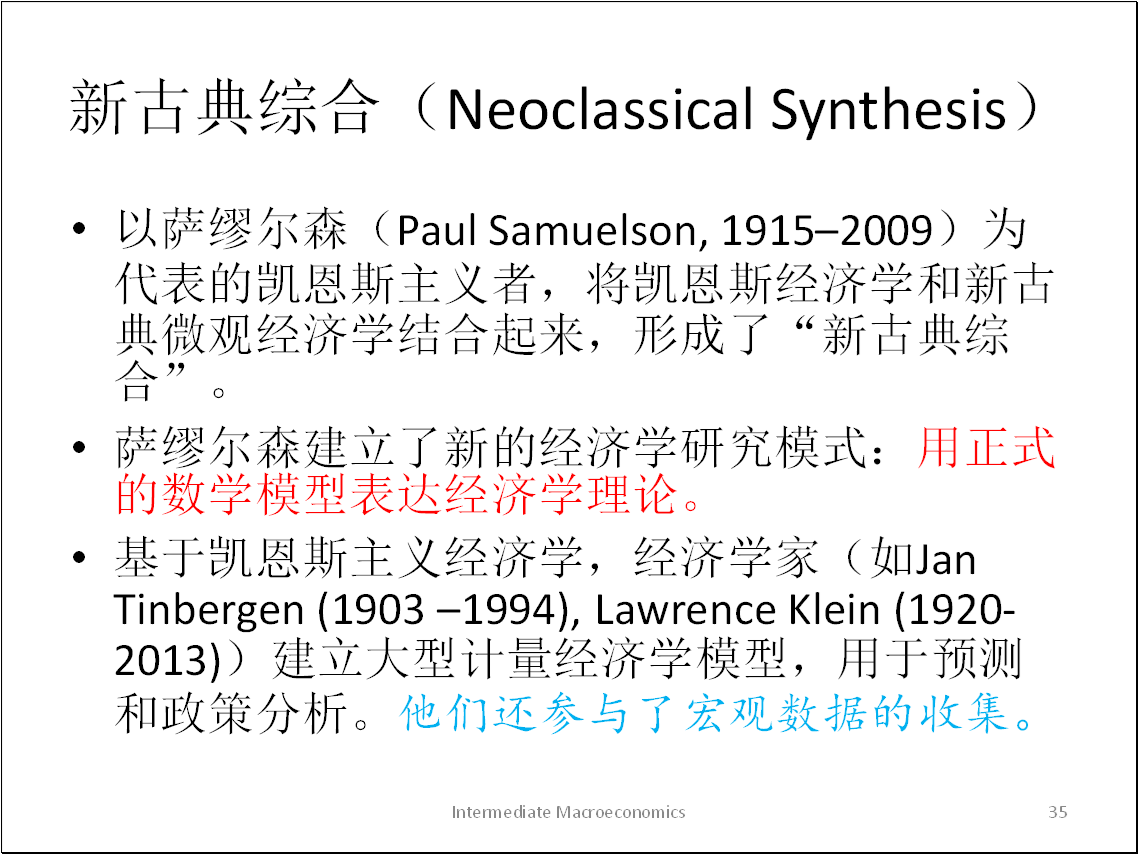 新古典综合（Neoclassical Synthesis）
• 以萨缪尔森（Paul Samuelson, 1915–2009）为
代表的凯恩斯主义者，将凯恩斯经济学和新古
典微观经济学结合起来，形成了“新古典综
合”。
• 萨缪尔森建立了新的经济学研究模式：用正式
的数学模型表达经济学理论。
• 基于凯恩斯主义经济学，经济学家（如Jan
Tinbergen (1903 –1994), Lawrence Klein (1920-
2013)）建立大型计量经济学模型，用于预测
和政策分析。他们还参与了宏观数据的收集。
Intermediate Macroeconomics
35